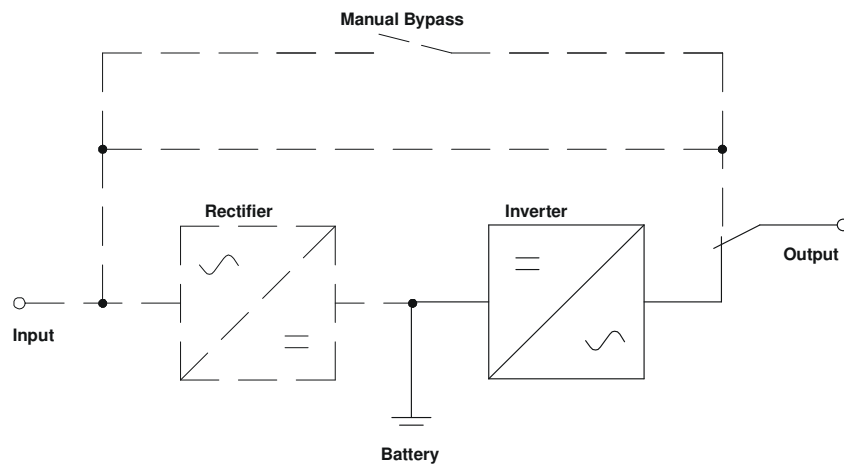 Manual Bypass
Rectifier
Inverter
Output
Input
Battery